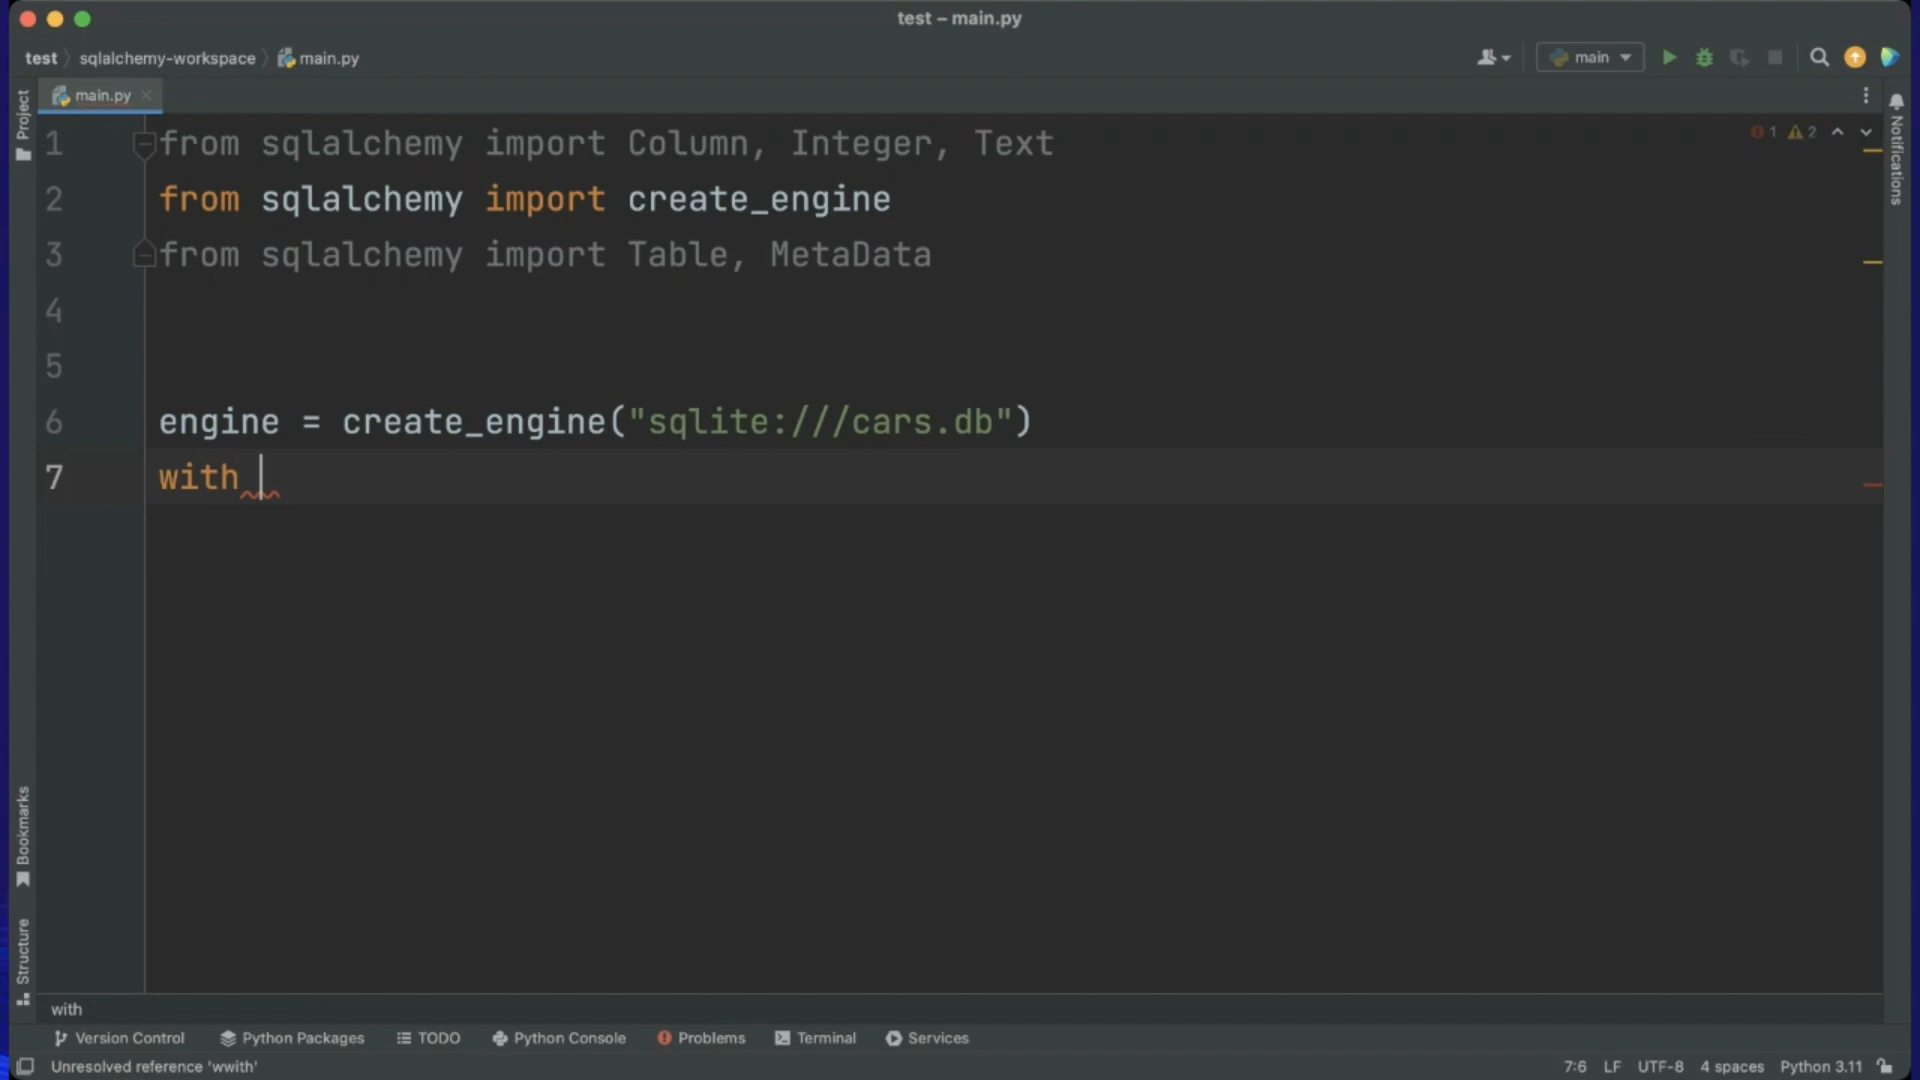 test – main.py
test sqlalchemy-workspace main.py
main
main.py
Project
Notifications
1 2
1 from sqlalchemy import Column, Integer, Text
2 from sqlalchemy import create_engine
3 from sqlalchemy import Table, MetaData
4
5
6 engine = create_engine("sqlite:///cars.db")
7 with
Bookmarks
Structure
with
Version Control Python Packages TODO Python Console Problems Terminal Services
Unresolved reference 'wwith' 7:6 LF UTF-8 4 spaces Python 3.11